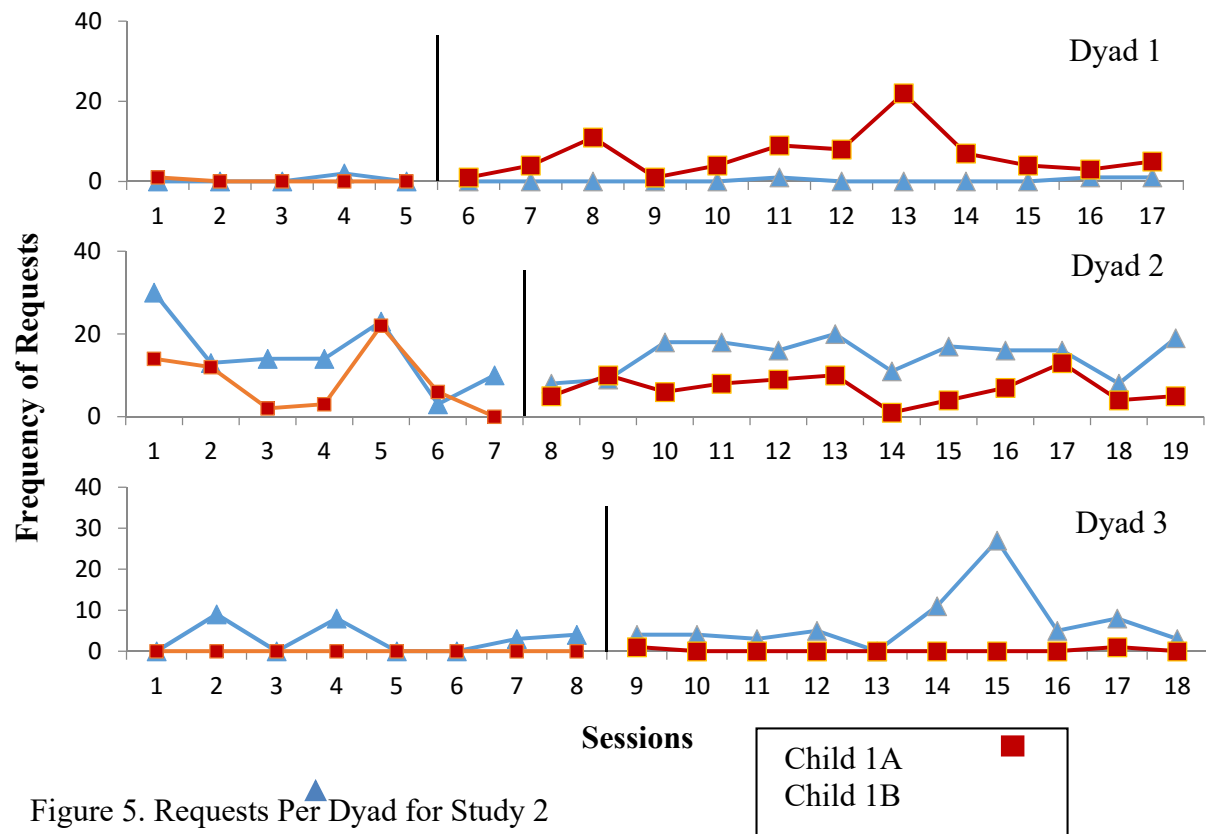 40
Dyad 1
20
0
1 2 3 4 5 6 7 8 9 10 11 12 13 14 15 16 17
40
Dyad 2
20
0
1 2 3 4 5 6 7 8 9 10 11 12 13 14 15 16 17 18 19
40
Dyad 3
30
20
10
0
1 2 3 4 5 6 7 8 9 10 11 12 13 14 15 16 17 18
Frequency of Requests
Sessions
Child 1A
Child 1B
Figure 5. Requests Per Dyad for Study 2